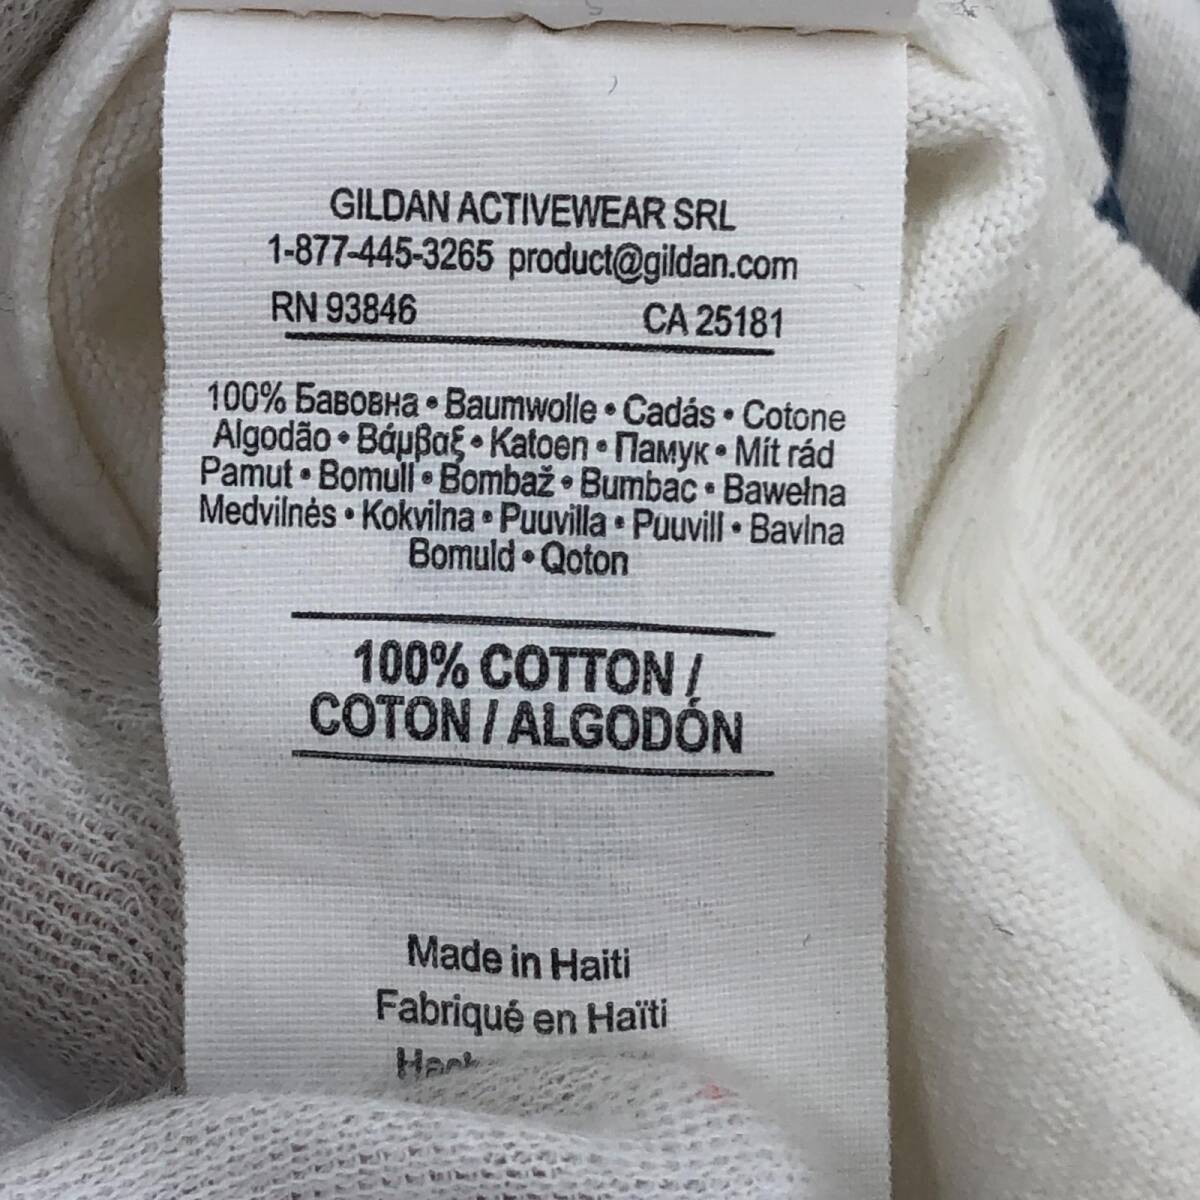 GILDAN ACTIVEWEAR SRL
1-877-445-3265 product@gildan.com
RN 93846 CA 25181
100% Бавовна • Baumwolle • Cadás • Cotone
Algodão • Βάμβαξ • Katoen • Памук • Mít rád
Pamut • Bomull • Bombaž • Bumbac • Bawełna
Medvilnės • Kokvilna • Puuvilla • Puuvill • Bavlna
Bomuld • Qoton
100% COTTON /
COTON / ALGODÓN
Made in Haiti
Fabriqué en Haïti